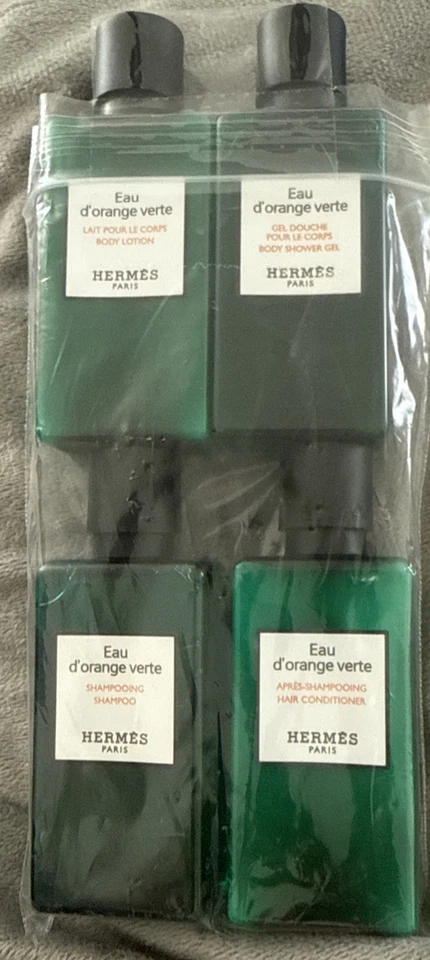 Eau
d'orange verte
LAIT POUR LE CORPS
BODY LOTION
HERMÈS
PARIS
Eau
d'orange verte
GEL DOUCHE
POUR LE CORPS
BODY SHOWER GEL
HERMÈS
PARIS
Eau
d'orange verte
SHAMPOOING
SHAMPOO
HERMÈS
PARIS
Eau
d'orange verte
APRÈS-SHAMPOOING
HAIR CONDITIONER
HERMÈS
PARIS